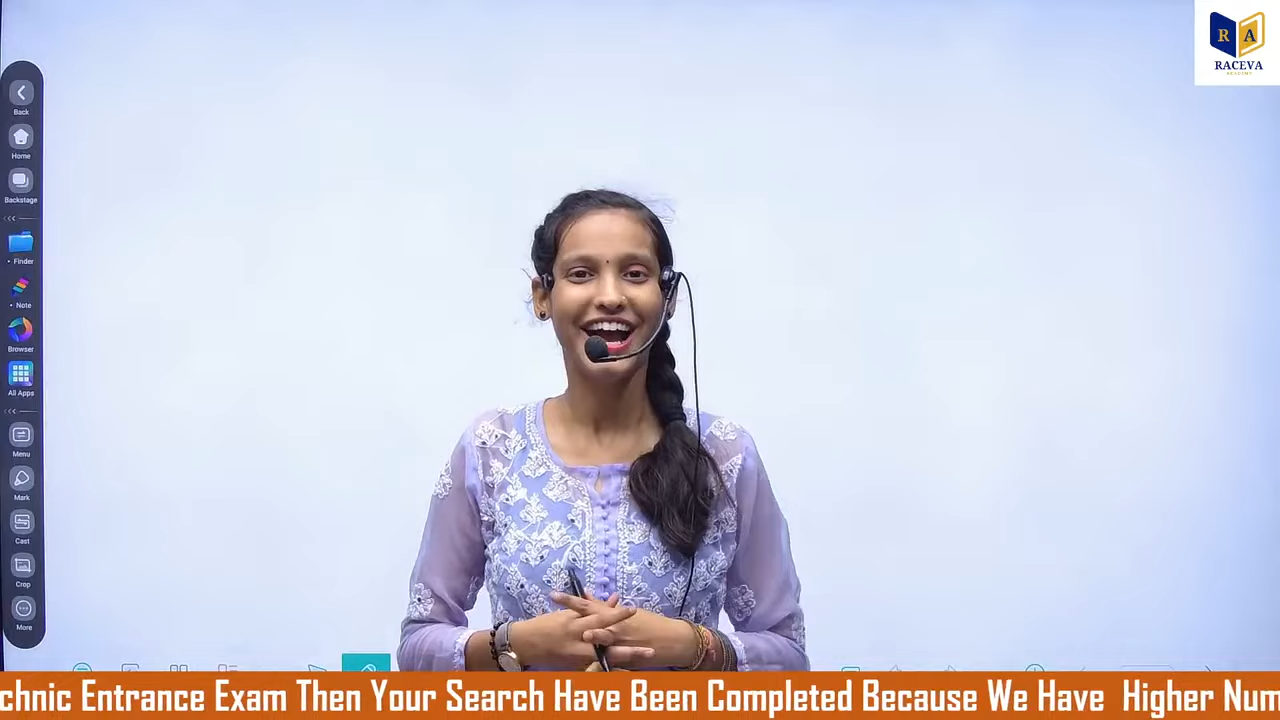 R A
RACEVA
ACADEMY
Back
Home
Backstage
Finder
Note
Browser
All Apps
Menu
Mark
Cast
Crop
More
chnic Entrance Exam Then Your Search Have Been Completed Because We Have Higher Num